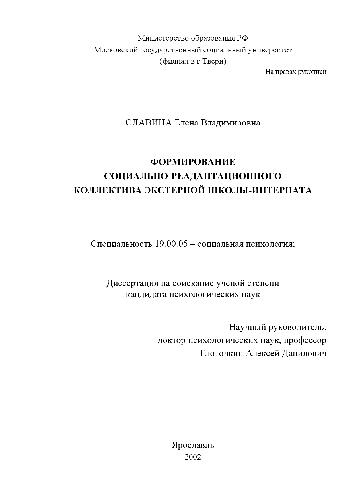 Министерство образования РФ
Московский государственный социальный университет
(филиал в г Твери)
На правах рукописи
СЛАВИНА Елена Владимировна
ФОРМИРОВАНИЕ
СОЦИАЛЬНО РЕАДАПТАЦИОННОГО
КОЛЛЕКТИВА ЭКСТЕРНОЙ ШКОЛЫ-ИНТЕРНАТА
Специальность 19.00.05 – социальная психология;
Диссертация на соискание ученой степени
кандидата психологических наук
Научный руководитель:
доктор психологических наук, профессор
Алексей Данилович
Ярославль
2002